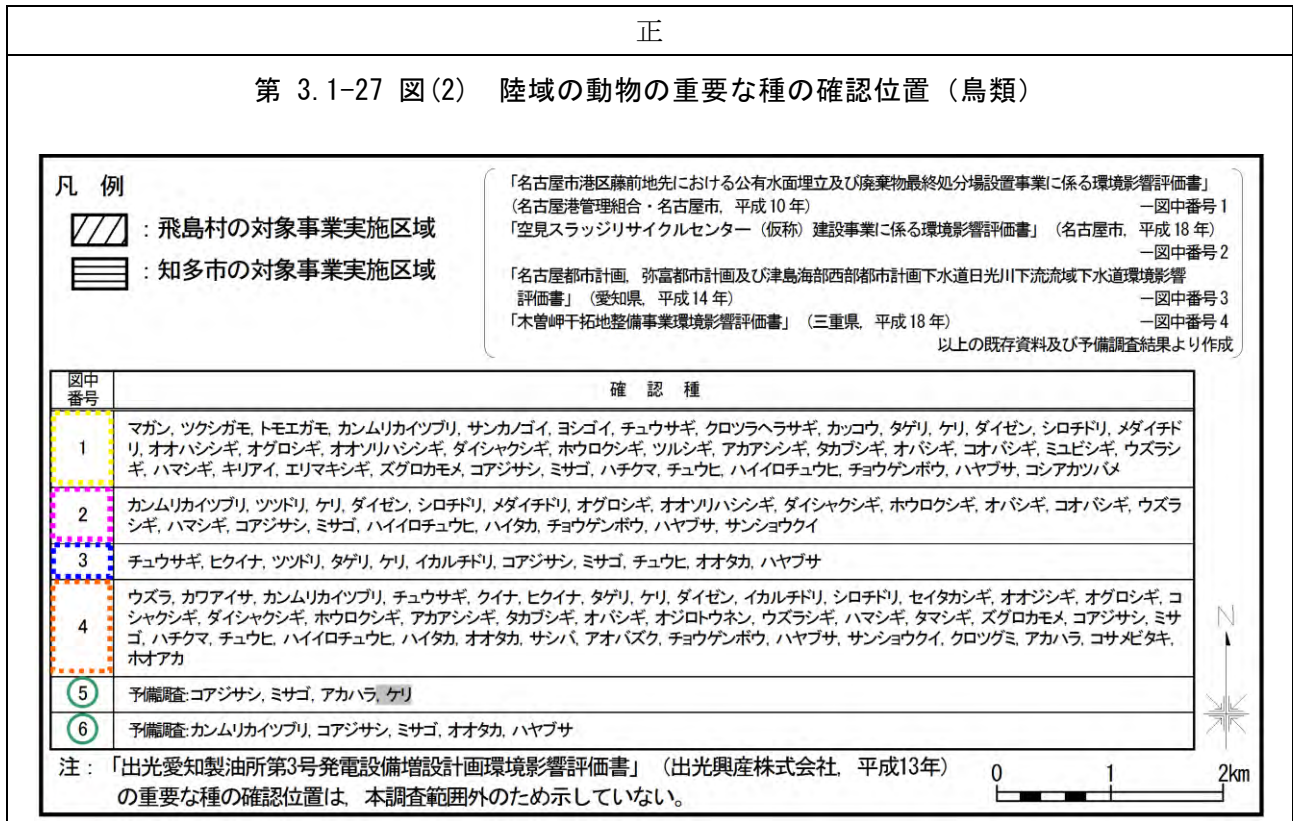 正
第 3.1-27 図(2) 陸域の動物の重要な種の確認位置（鳥類）
凡 例
：飛島村の対象事業実施区域
：知多市の対象事業実施区域
「名古屋市港区藤前地先における公有水面埋立及び廃棄物最終処分場設置事業に係る環境影響評価書」
（名古屋港管理組合・名古屋市，平成10年） －図中番号1
「空見スラッジリサイクルセンター（仮称）建設事業に係る環境影響評価書」（名古屋市，平成18年）
－図中番号2
「名古屋都市計画，弥富都市計画及び津島海部西部都市計画下水道日光川下流流域下水道環境影響
評価書」（愛知県，平成14年） －図中番号3
「木曽岬干拓地整備事業環境影響評価書」（三重県，平成18年） －図中番号4
以上の既存資料及び予備調査結果より作成
図中
番号
確 認 種
1
マガン，ツクシガモ，トモエガモ，カンムリカイツブリ，サンカノゴイ，ヨシゴイ，チュウサギ，クロツラヘラサギ，カッコウ，タゲリ，ケリ，ダイゼン，シロチドリ，メダイチド
リ，オオハシシギ，オグロシギ，オオソリハシシギ，ダイシャクシギ，ホウロクシギ，ツルシギ，アカアシシギ，タカブシギ，オバシギ，コオバシギ，ミユビシギ，ウズラシ
ギ，ハマシギ，キリアイ，エリマキシギ，ズグロカモメ，コアジサシ，ミサゴ，ハチクマ，チュウヒ，ハイイロチュウヒ，チョウゲンボウ，ハヤブサ，コシアカツバメ
2
カンムリカイツブリ，ツツドリ，ケリ，ダイゼン，シロチドリ，メダイチドリ，オグロシギ，オオソリハシシギ，ダイシャクシギ，ホウロクシギ，オバシギ，コオバシギ，ウズラ
シギ，ハマシギ，コアジサシ，ミサゴ，ハイイロチュウヒ，ハイタカ，チョウゲンボウ，ハヤブサ，サンショウクイ
3
チュウサギ，ヒクイナ，ツツドリ，タゲリ，ケリ，イカルチドリ，コアジサシ，ミサゴ，チュウヒ，オオタカ，ハヤブサ
4
ウズラ，カワアイサ，カンムリカイツブリ，チュウサギ，クイナ，ヒクイナ，タゲリ，ケリ，ダイゼン，イカルチドリ，シロチドリ，セイタカシギ，オオジシギ，オグロシギ，コ
シャクシギ，ダイシャクシギ，ホウロクシギ，アカアシシギ，タカブシギ，オバシギ，オジロトウネン，ウズラシギ，ハマシギ，タマシギ，ズグロカモメ，コアジサシ，ミサ
ゴ，ハチクマ，チュウヒ，ハイイロチュウヒ，ハイタカ，オオタカ，サシバ，アオバズク，チョウゲンボウ，ハヤブサ，サンショウクイ，クロツグミ，アカハラ，コサメビタキ，
ホオアカ
5
予備調査：コアジサシ，ミサゴ，アカハラ，ケリ
6
予備調査：カンムリカイツブリ，コアジサシ，ミサゴ，オオタカ，ハヤブサ
注：「出光愛知製油所第3号発電設備増設計画環境影響評価書」（出光興産株式会社，平成13年）
の重要な種の確認位置は，本調査範囲外のため示していない。
N
0 1 2km